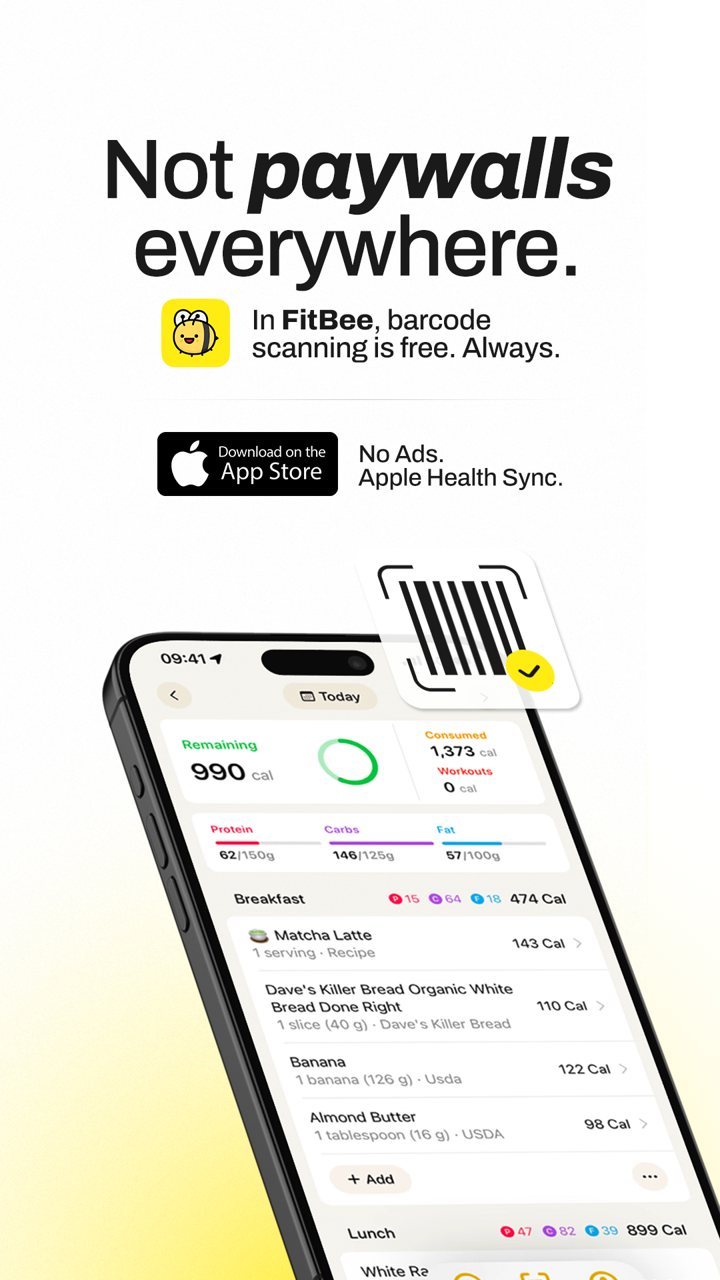 Not paywalls
everywhere.
In FitBee, barcode
scanning is free. Always.
Download on the
App Store
No Ads.
Apple Health Sync.
09:41
Today
Remaining
990 cal
Consumed
1,373 cal
Workouts
0 cal
Protein
62/150g
Carbs
146/125g
Fat
57/100g
Breakfast
P 15 C 64 F 18 474 Cal
Matcha Latte
1 serving · Recipe
143 Cal
Dave's Killer Bread Organic White
Bread Done Right
1 slice (40 g) · Dave's Killer Bread
110 Cal
Banana
1 banana (126 g) · Usda
122 Cal
Almond Butter
1 tablespoon (16 g) · USDA
98 Cal
+ Add
Lunch
P 47 C 82 F 39 899 Cal
White